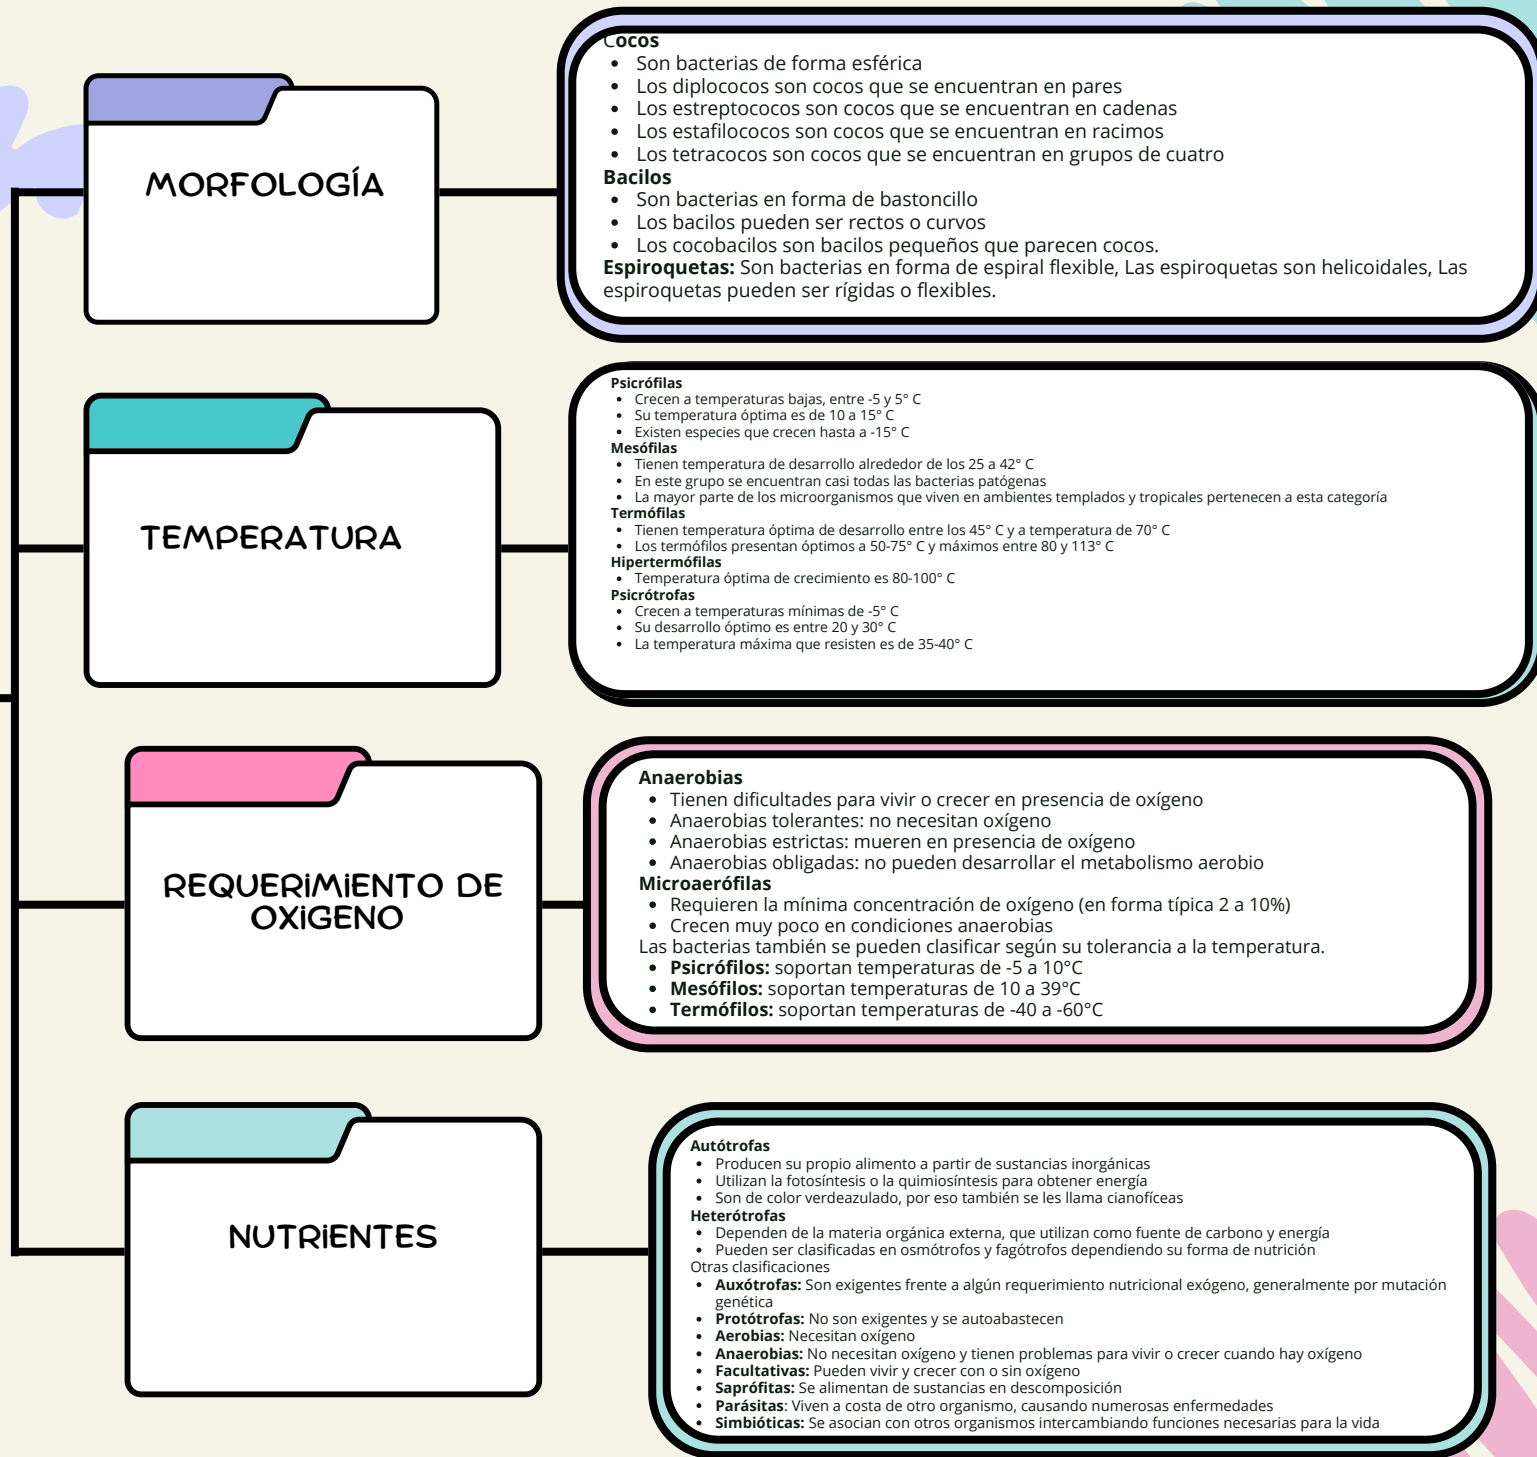 MORFOLOGÍA
Cocos
• Son bacterias de forma esférica
• Los diplococos son cocos que se encuentran en pares
• Los estreptococos son cocos que se encuentran en cadenas
• Los estafilococos son cocos que se encuentran en racimos
• Los tetracocos son cocos que se encuentran en grupos de cuatro
Bacilos
• Son bacterias en forma de bastoncillo
• Los bacilos pueden ser rectos o curvos
• Los cocobacilos son bacilos pequeños que parecen cocos.
Espiroquetas: Son bacterias en forma de espiral flexible, Las espiroquetas son helicoidales, Las
espiroquetas pueden ser rígidas o flexibles.
TEMPERATURA
Psicrófilas
• Crecen a temperaturas bajas, entre -5 y 5° C
• Su temperatura óptima es de 10 a 15° C
• Existen especies que crecen hasta a -15° C
Mesófilas
• Tienen temperatura de desarrollo alrededor de los 25 a 42° C
• En este grupo se encuentran casi todas las bacterias patógenas
• La mayor parte de los microorganismos que viven en ambientes templados y tropicales pertenecen a esta categoría
Termófilas
• Tienen temperatura óptima de desarrollo entre los 45° C y a temperatura de 70° C
• Los termófilos presentan óptimos a 50-75° C y máximos entre 80 y 113° C
Hipertermófilas
• Temperatura óptima de crecimiento es 80-100° C
Psicrótrofas
• Crecen a temperaturas mínimas de -5° C
• Su desarrollo óptimo es entre 20 y 30° C
• La temperatura máxima que resisten es de 35-40° C
REQUERIMIENTO DE
OXIGENO
Anaerobias
• Tienen dificultades para vivir o crecer en presencia de oxígeno
• Anaerobias tolerantes: no necesitan oxígeno
• Anaerobias estrictas: mueren en presencia de oxígeno
• Anaerobias obligadas: no pueden desarrollar el metabolismo aerobio
Microaerófilas
• Requieren la mínima concentración de oxígeno (en forma típica 2 a 10%)
• Crecen muy poco en condiciones anaerobias
Las bacterias también se pueden clasificar según su tolerancia a la temperatura.
• Psicrófilos: soportan temperaturas de -5 a 10°C
• Mesófilos: soportan temperaturas de 10 a 39°C
• Termófilos: soportan temperaturas de -40 a -60°C
NUTRIENTES
Autótrofas
• Producen su propio alimento a partir de sustancias inorgánicas
• Utilizan la fotosíntesis o la quimiosíntesis para obtener energía
• Son de color verdeazulado, por eso también se les llama cianofíceas
Heterótrofas
• Dependen de la materia orgánica externa, que utilizan como fuente de carbono y energía
• Pueden ser clasificadas en osmótrofos y fagótrofos dependiendo su forma de nutrición
Otras clasificaciones
• Auxótrofas: Son exigentes frente a algún requerimiento nutricional exógeno, generalmente por mutación
genética
• Protótrofas: No son exigentes y se autoabastecen
• Aerobias: Necesitan oxígeno
• Anaerobias: No necesitan oxígeno y tienen problemas para vivir o crecer cuando hay oxígeno
• Facultativas: Pueden vivir y crecer con o sin oxígeno
• Saprófitas: Se alimentan de sustancias en descomposición
• Parásitas: Viven a costa de otro organismo, causando numerosas enfermedades
• Simbióticas: Se asocian con otros organismos intercambiando funciones necesarias para la vida